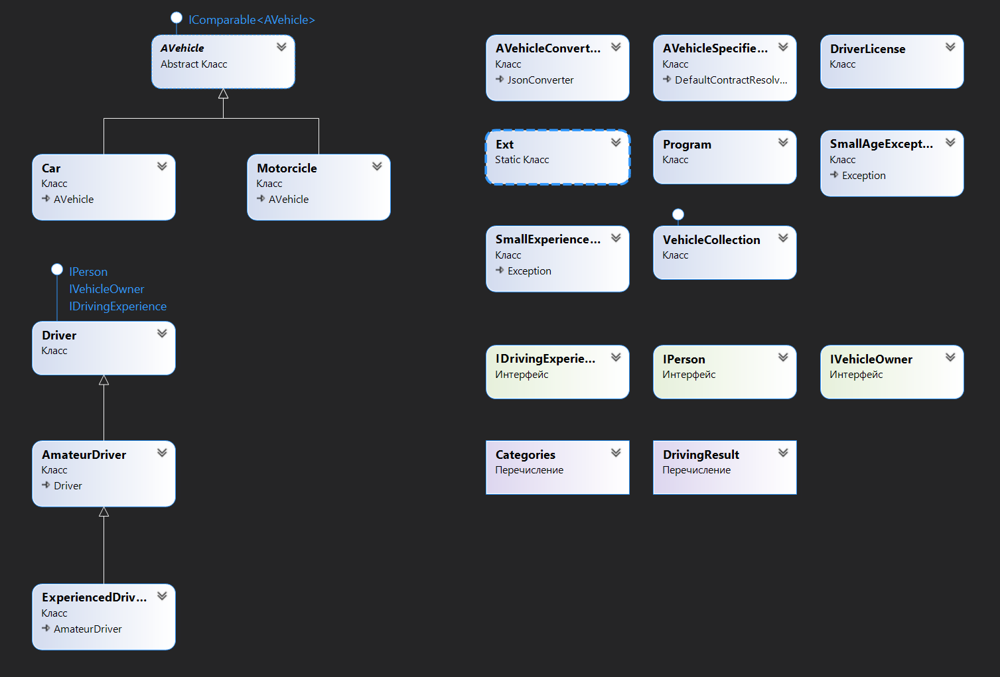 IComparable<AVehicle>
AVehicle
Abstract Класс
Car
Класс
AVehicle
Motorcicle
Класс
AVehicle
IPerson
IVehicleOwner
IDrivingExperience
Driver
Класс
AmateurDriver
Класс
Driver
ExperiencedDriv...
Класс
AmateurDriver
AVehicleConvert...
Класс
JsonConverter
AVehicleSpecifie...
Класс
DefaultContractResolv...
DriverLicense
Класс
Ext
Static Класс
Program
Класс
SmallAgeExcept...
Класс
Exception
SmallExperience...
Класс
Exception
VehicleCollection
Класс
IDrivingExperie...
Интерфейс
IPerson
Интерфейс
IVehicleOwner
Интерфейс
Categories
Перечисление
DrivingResult
Перечисление